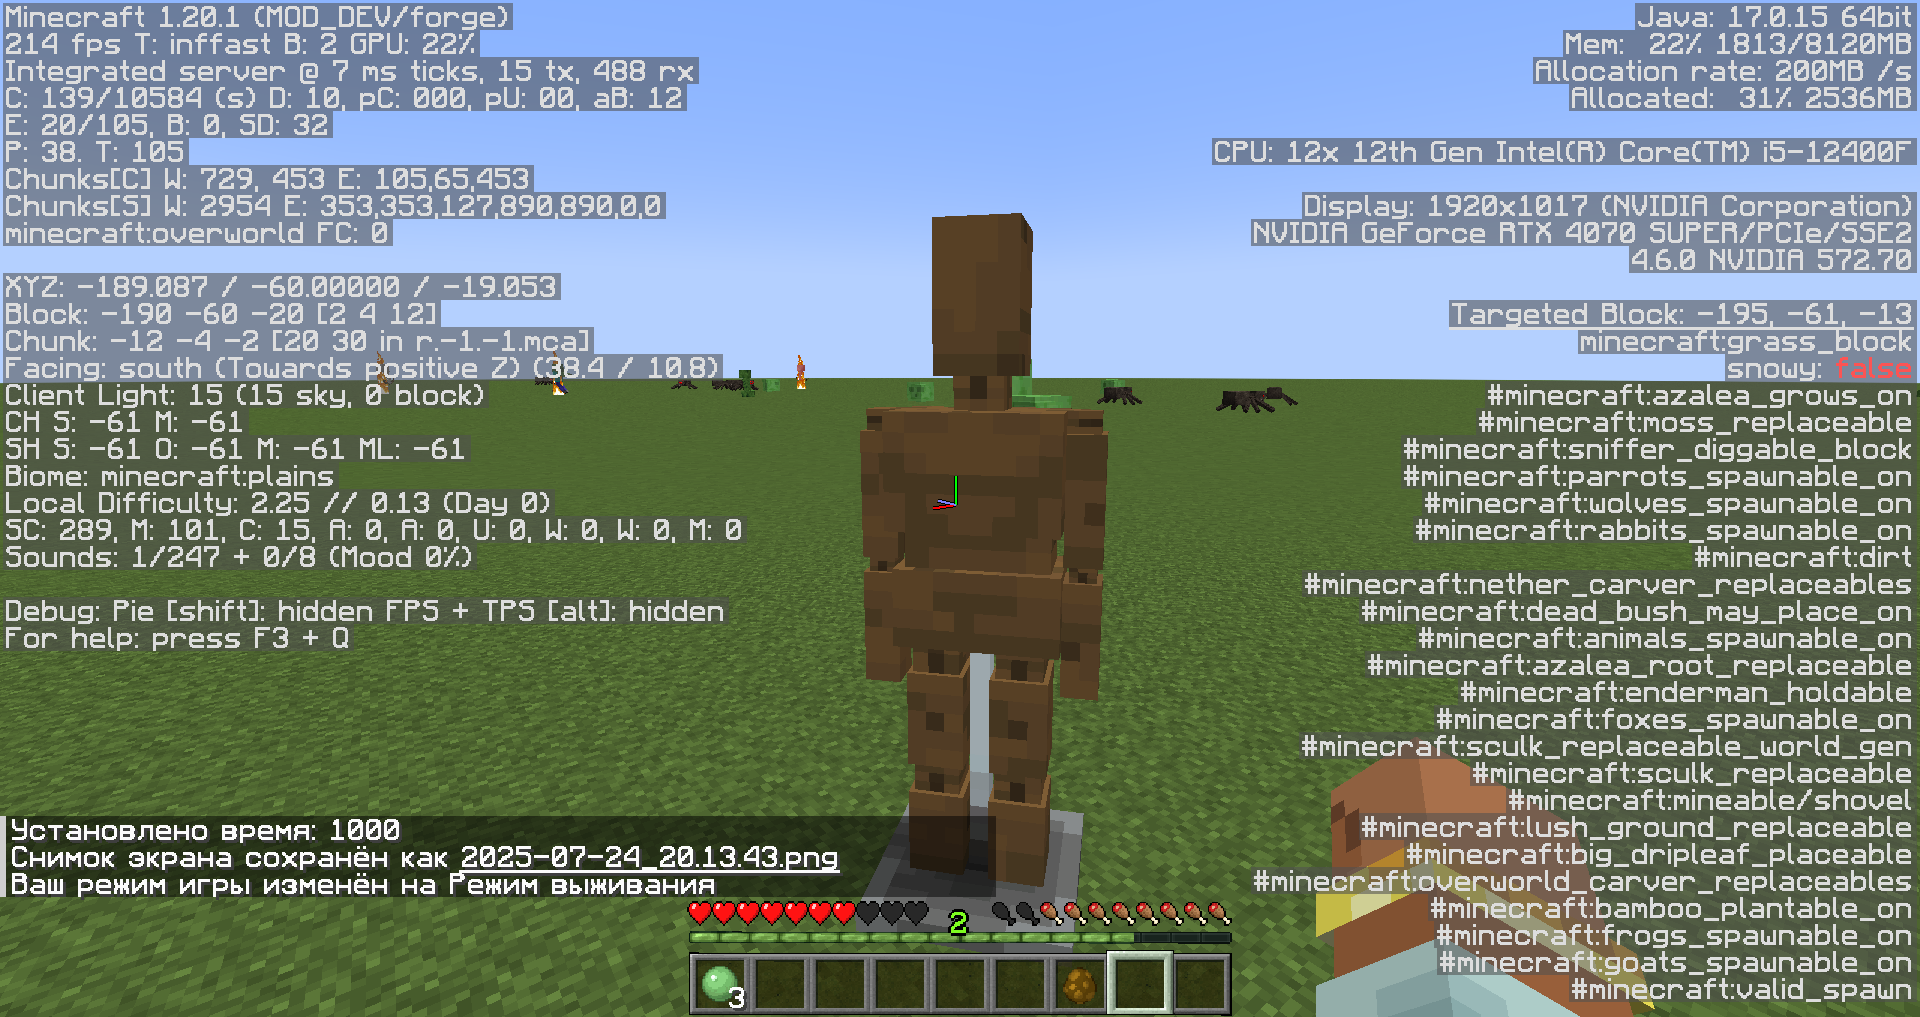 Minecraft 1.20.1 (MOD_DEV/forge)
214 fps T: inffast B: 2 GPU: 22%
Integrated server @ 7 ms ticks, 15 tx, 488 rx
C: 139/10584 (s) D: 10, pC: 000, pU: 00, aB: 12
E: 20/105, B: 0, SD: 32
P: 38. T: 105
Chunks[C] W: 729, 453 E: 105,65,453
Chunks[S] W: 2954 E: 353,353,127,890,890,0,0
minecraft:overworld FC: 0
XYZ: -189.087 / -60.00000 / -19.053
Block: -190 -60 -20 [2 4 12]
Chunk: -12 -4 -2 [20 30 in r.-1.-1.mca]
Facing: south (Towards positive Z) (38.4 / 10.8)
Client Light: 15 (15 sky, 0 block)
CH S: -61 M: -61
SH S: -61 O: -61 M: -61 ML: -61
Biome: minecraft:plains
Local Difficulty: 2.25 // 0.13 (Day 0)
SC: 289, M: 101, C: 15, A: 0, A: 0, U: 0, W: 0, W: 0, M: 0
Sounds: 1/247 + 0/8 (Mood 0%)
Debug: Pie [shift]: hidden FPS + TPS [alt]: hidden
For help: press F3 + Q
Java: 17.0.15 64bit
Mem: 22% 1813/8120MB
Allocation rate: 200MB /s
Allocated: 31% 2536MB
CPU: 12x 12th Gen Intel(R) Core(TM) i5-12400F
Display: 1920x1017 (NVIDIA Corporation)
NVIDIA GeForce RTX 4070 SUPER/PCIe/SSE2
4.6.0 NVIDIA 572.70
Targeted Block: -195, -61, -13
minecraft:grass_block
snowy: false
#minecraft:azalea_grows_on
#minecraft:moss_replaceable
#minecraft:sniffer_diggable_block
#minecraft:parrots_spawnable_on
#minecraft:wolves_spawnable_on
#minecraft:rabbits_spawnable_on
#minecraft:dirt
#minecraft:nether_carver_replaceables
#minecraft:dead_bush_may_place_on
#minecraft:animals_spawnable_on
#minecraft:azalea_root_replaceable
#minecraft:enderman_holdable
#minecraft:foxes_spawnable_on
#minecraft:sculk_replaceable_world_gen
#minecraft:sculk_replaceable
#minecraft:mineable/shovel
#minecraft:lush_ground_replaceable
#minecraft:big_dripleaf_placeable
#minecraft:overworld_carver_replaceables
#minecraft:bamboo_plantable_on
#minecraft:frogs_spawnable_on
#minecraft:goats_spawnable_on
#minecraft:valid_spawn
Установлено время: 1000
Снимок экрана сохранён как 2025-07-24_20.13.43.png
Ваш режим игры изменён на Режим выживания
2
3